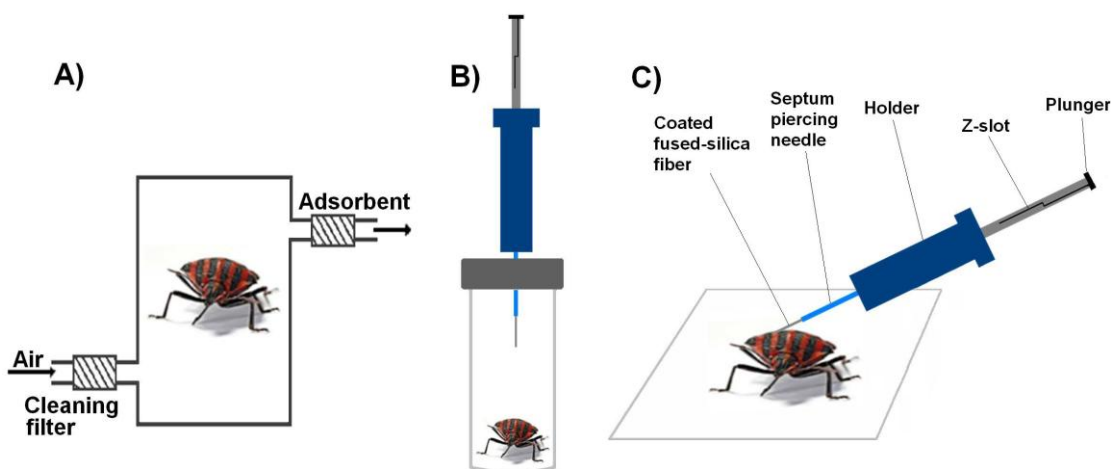 A)
Adsorbent
Air
Cleaning
filter
B)
C)
Coated
fused-silica
fiber
Septum
piercing
needle
Holder
Z-slot
Plunger